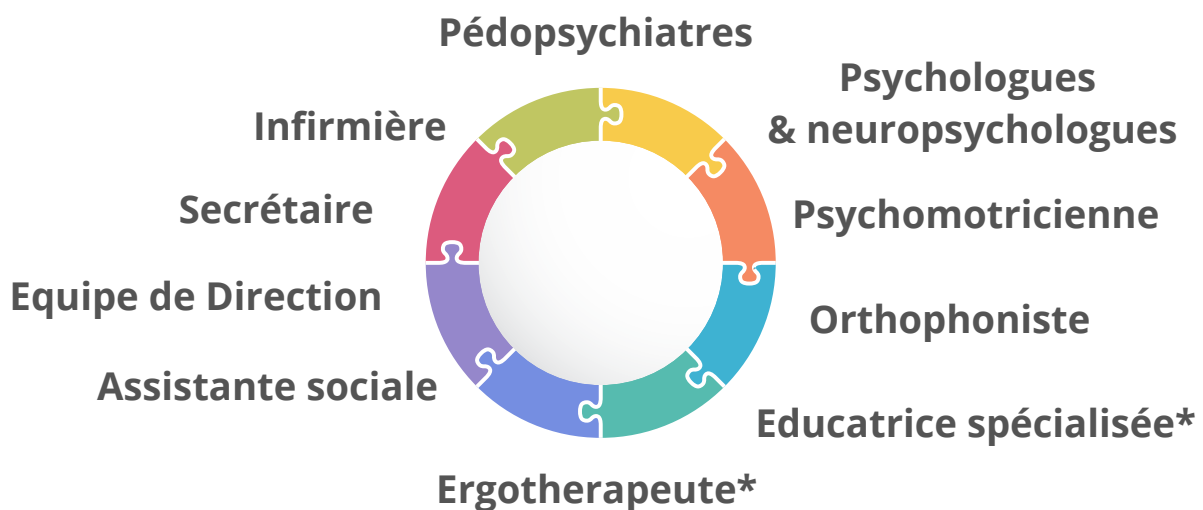 Pédopsychiatres
Psychologues
& neuropsychologues
Psychomotricienne
Orthophoniste
Educatrice spécialisée*
Ergotherapeute*
Assistante sociale
Equipe de Direction
Secrétaire
Infirmière